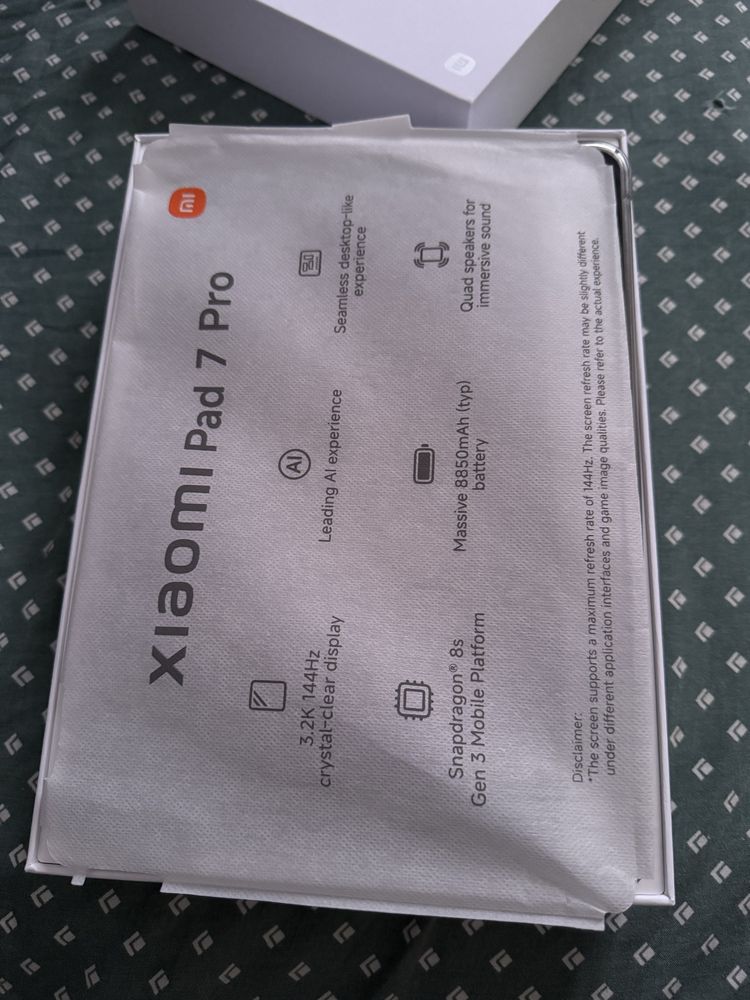 mi
Xiaomi Pad 7 Pro
3.2K 144Hz
crystal-clear display
AI
Leading AI experience
Seamless desktop-like
experience
Snapdragon® 8s
Gen 3 Mobile Platform
Massive 8850mAh (typ)
battery
Quad speakers for
immersive sound
Disclaimer:
*The screen supports a maximum refresh rate of 144Hz. The screen refresh rate may be slightly different
under different application interfaces and game image qualities. Please refer to the actual experience.
mi